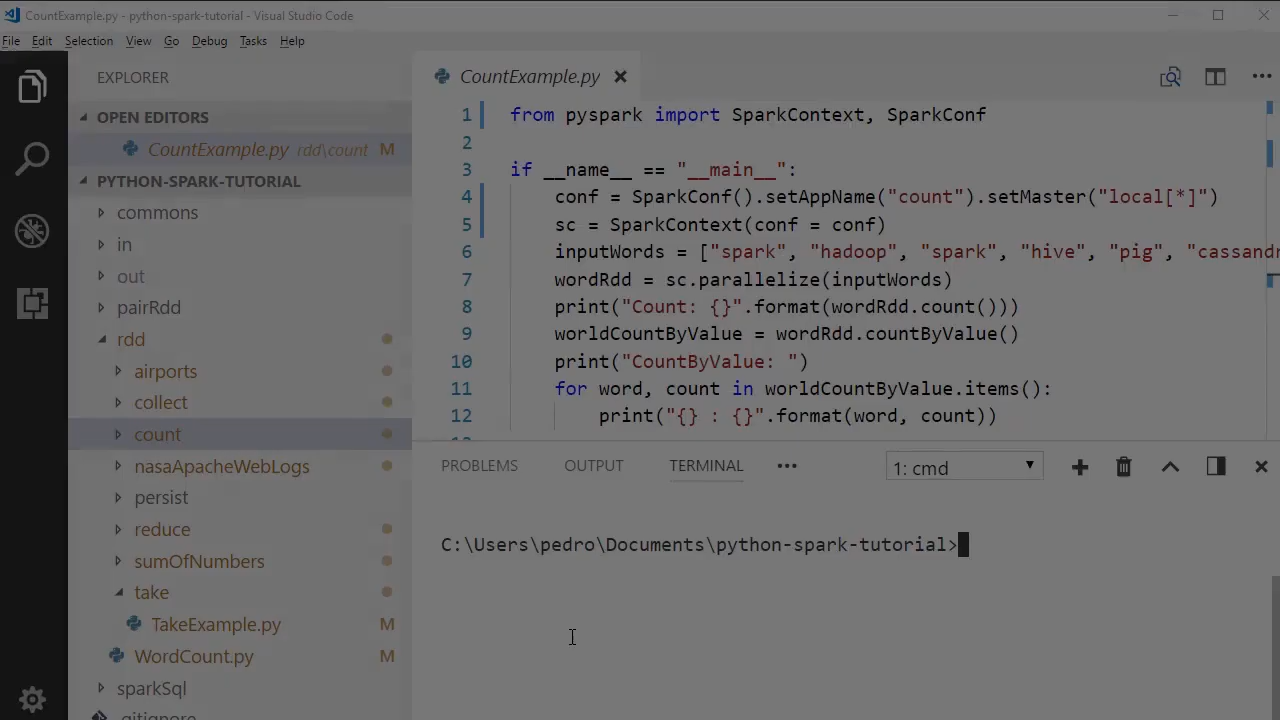 CountExample.py - python-spark-tutorial - Visual Studio Code
File Edit Selection View Go Debug Tasks Help
EXPLORER
OPEN EDITORS
CountExample.py rdd\count M
PYTHON-SPARK-TUTORIAL
commons
in
out
pairRdd
rdd
airports
collect
count
nasaApacheWebLogs
persist
reduce
sumOfNumbers
take
TakeExample.py M
WordCount.py M
sparkSql
.gitignore
CountExample.py
1 from pyspark import SparkContext, SparkConf
2
3 if __name__ == "__main__":
4 conf = SparkConf().setAppName("count").setMaster("local[*]")
5 sc = SparkContext(conf = conf)
6 inputWords = ["spark", "hadoop", "spark", "hive", "pig", "cassandr
7 wordRdd = sc.parallelize(inputWords)
8 print("Count: {}".format(wordRdd.count()))
9 worldCountByValue = wordRdd.countByValue()
10 print("CountByValue: ")
11 for word, count in worldCountByValue.items():
12 print("{} : {}".format(word, count))
PROBLEMS OUTPUT TERMINAL ••• 1: cmd
C:\Users\pedro\Documents\python-spark-tutorial>